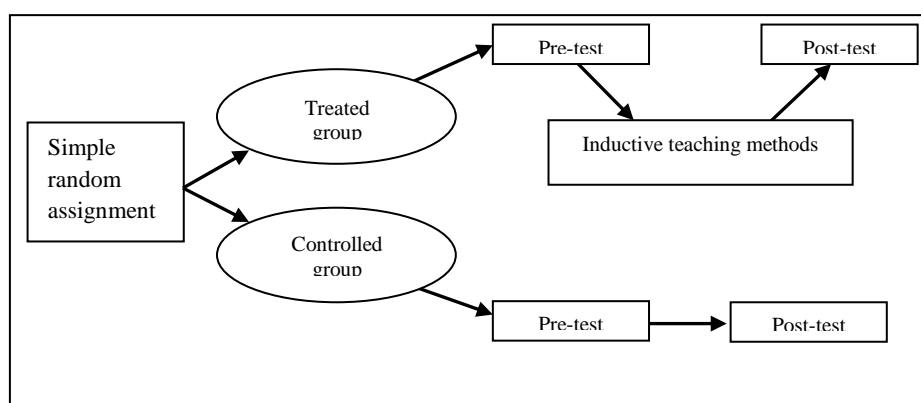 Pre-test
Post-test
Treated
group
Inductive teaching methods
Simple
random
assignment
Controlled
group
Pre-test
Post-test